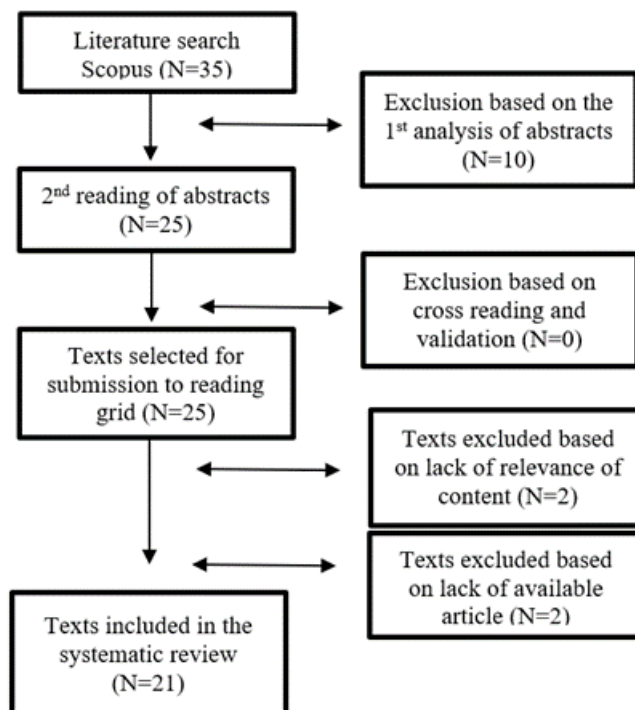 Literature search
Scopus (N=35)
Exclusion based on the
1st analysis of abstracts
(N=10)
2nd reading of abstracts
(N=25)
Exclusion based on
cross reading and
validation (N=0)
Texts selected for
submission to reading
grid (N=25)
Texts excluded based
on lack of relevance of
content (N=2)
Texts excluded based
on lack of available
article (N=2)
Texts included in the
systematic review
(N=21)